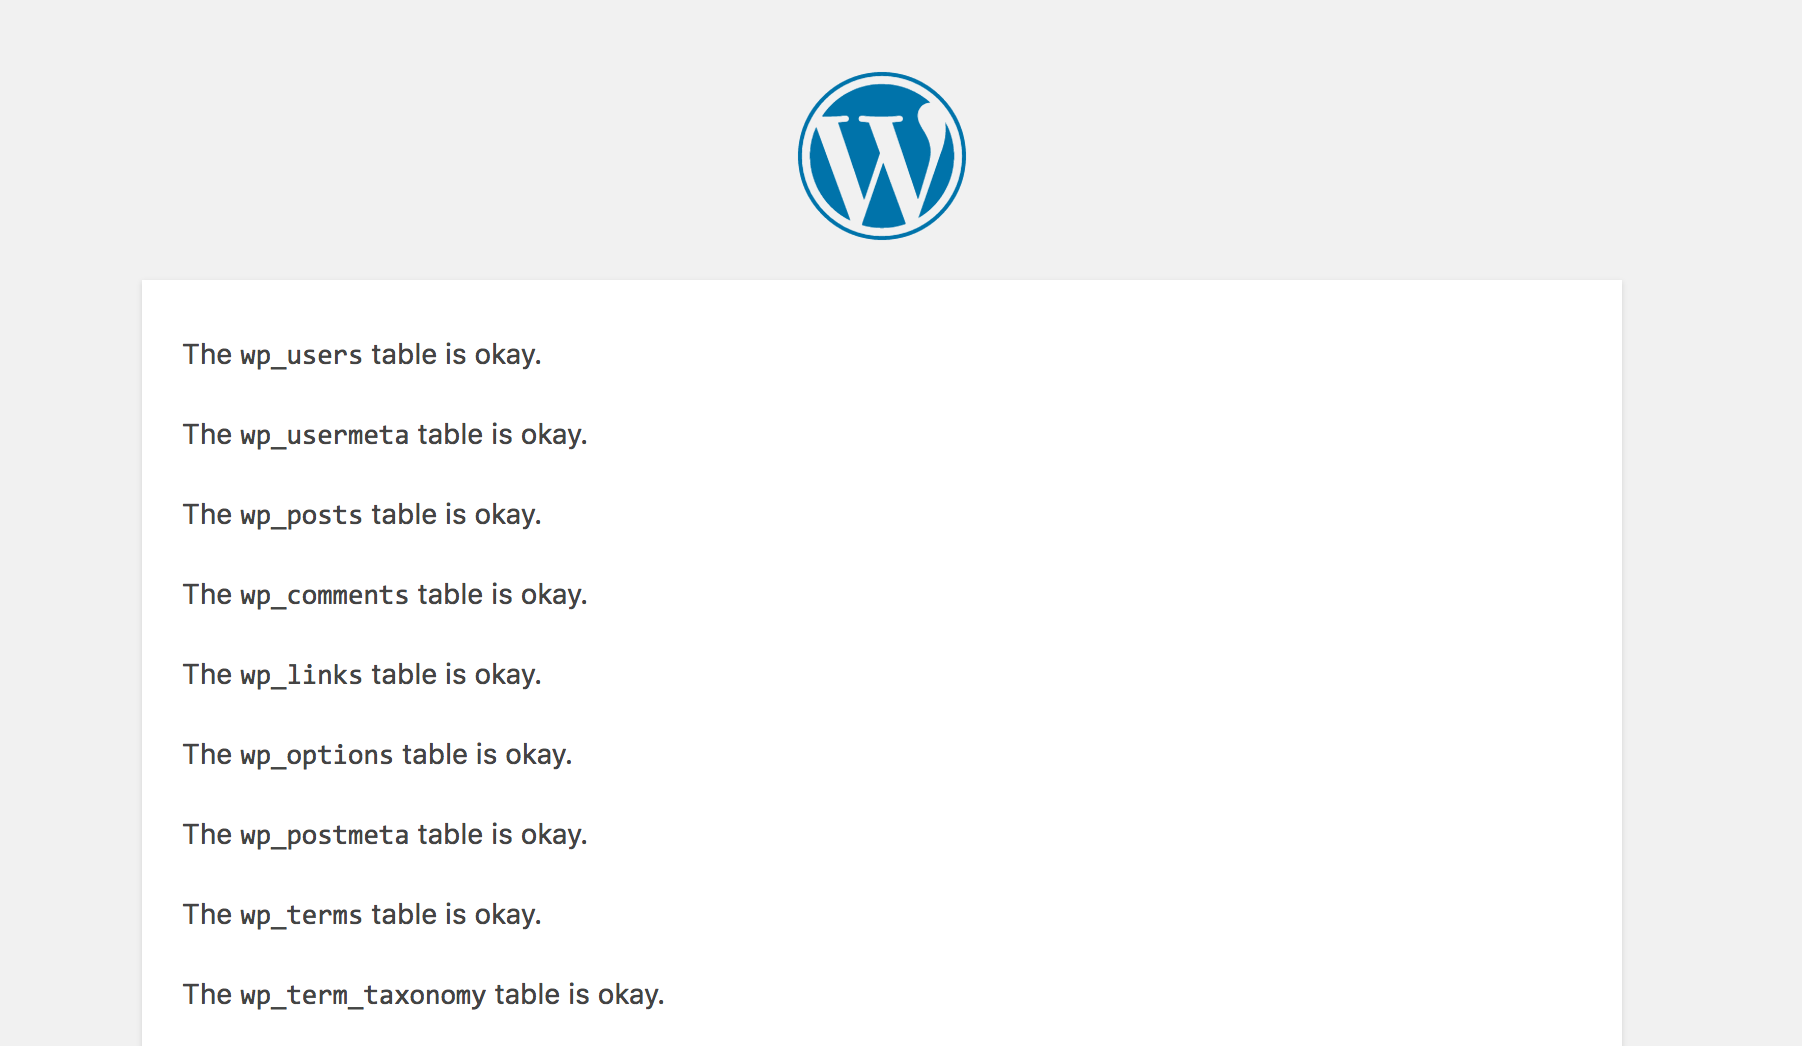 The wp_users table is okay.
The wp_usermeta table is okay.
The wp_posts table is okay.
The wp_comments table is okay.
The wp_links table is okay.
The wp_options table is okay.
The wp_postmeta table is okay.
The wp_terms table is okay.
The wp_term_taxonomy table is okay.